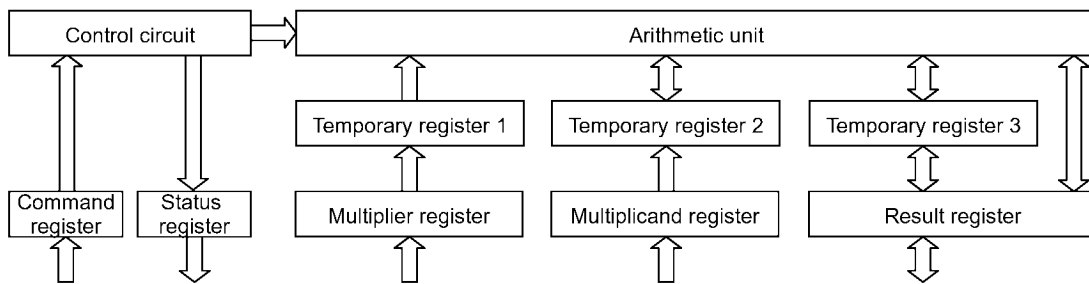 Control circuit
Arithmetic unit
Temporary register 1
Temporary register 2
Temporary register 3
Command
register
Status
register
Multiplier register
Multiplicand register
Result register